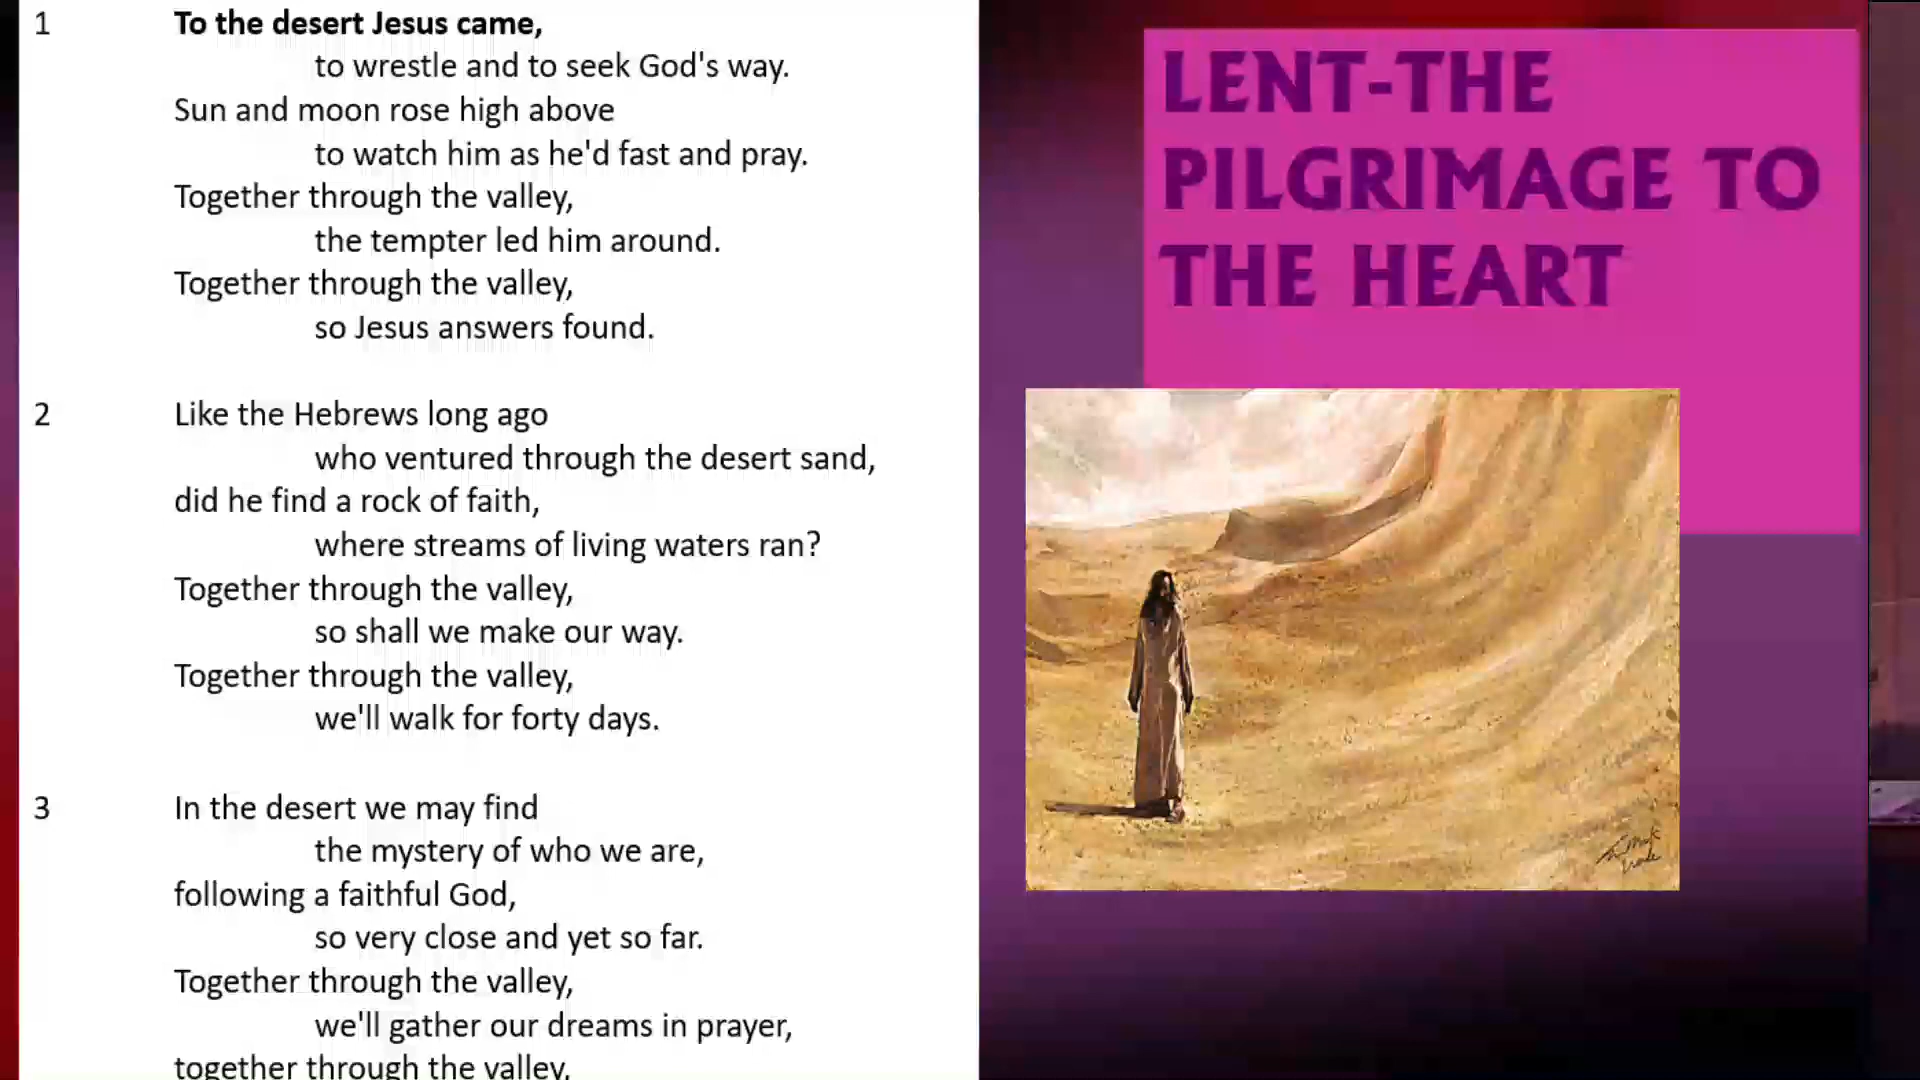 1 To the desert Jesus came,
to wrestle and to seek God's way.
Sun and moon rose high above
to watch him as he'd fast and pray.
Together through the valley,
the tempter led him around.
Together through the valley,
so Jesus answers found.
2 Like the Hebrews long ago
who ventured through the desert sand,
did he find a rock of faith,
where streams of living waters ran?
Together through the valley,
so shall we make our way.
Together through the valley,
we'll walk for forty days.
3 In the desert we may find
the mystery of who we are,
following a faithful God,
so very close and yet so far.
Together through the valley,
we'll gather our dreams in prayer,
together through the valley,
LENT-THE
PILGRIMAGE TO
THE HEART